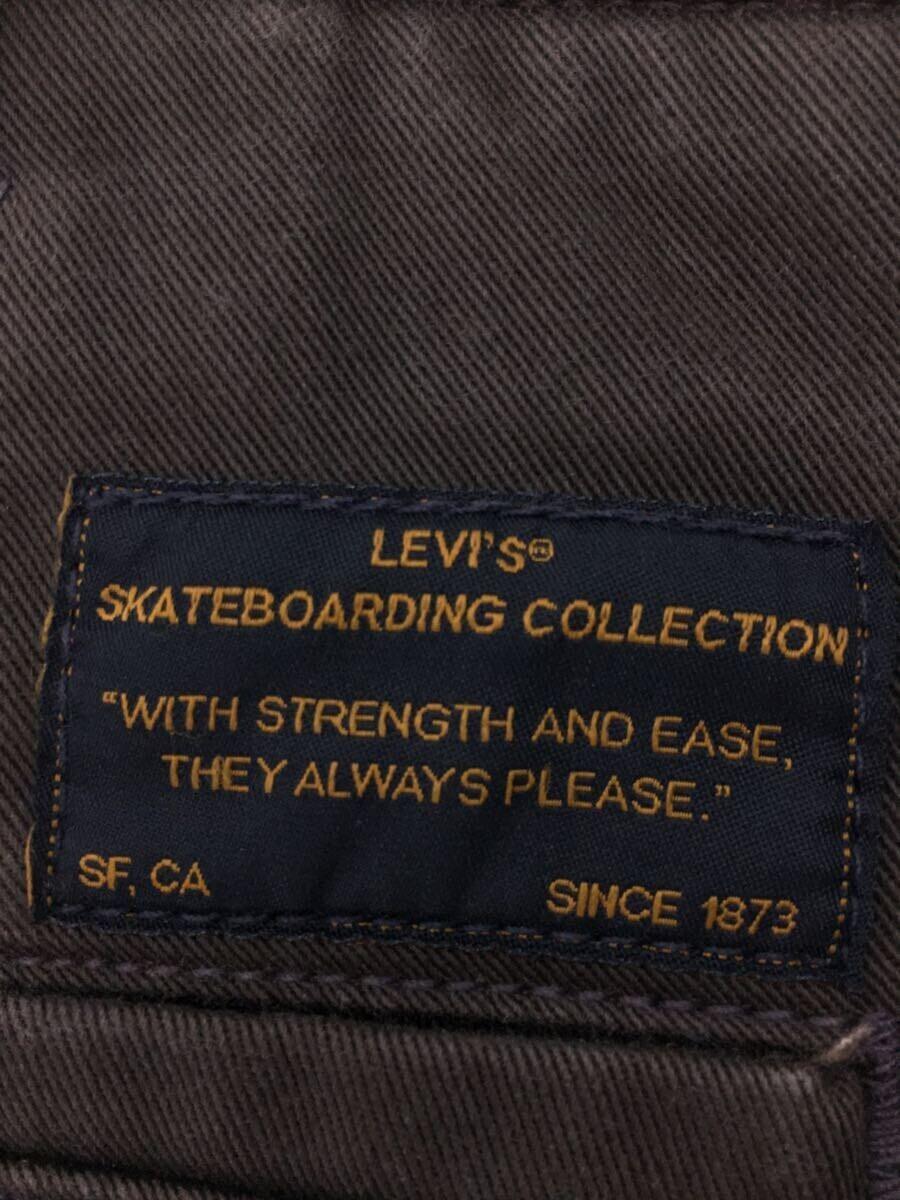 LEVI'S®
SKATEBOARDING COLLECTION
"WITH STRENGTH AND EASE,
THEY ALWAYS PLEASE."
SF, CA SINCE 1873